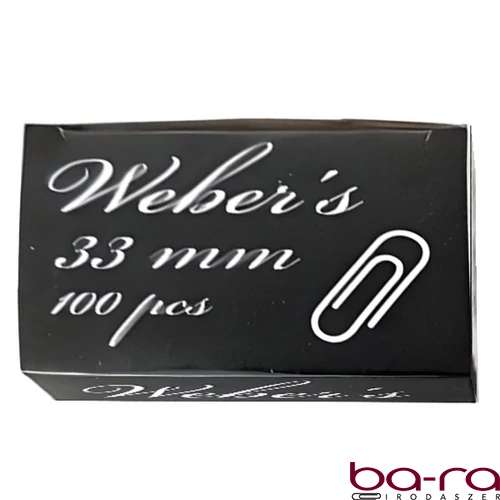 Weber's
33 mm
100 pcs
Weber's
ba-ra
IRODASZER